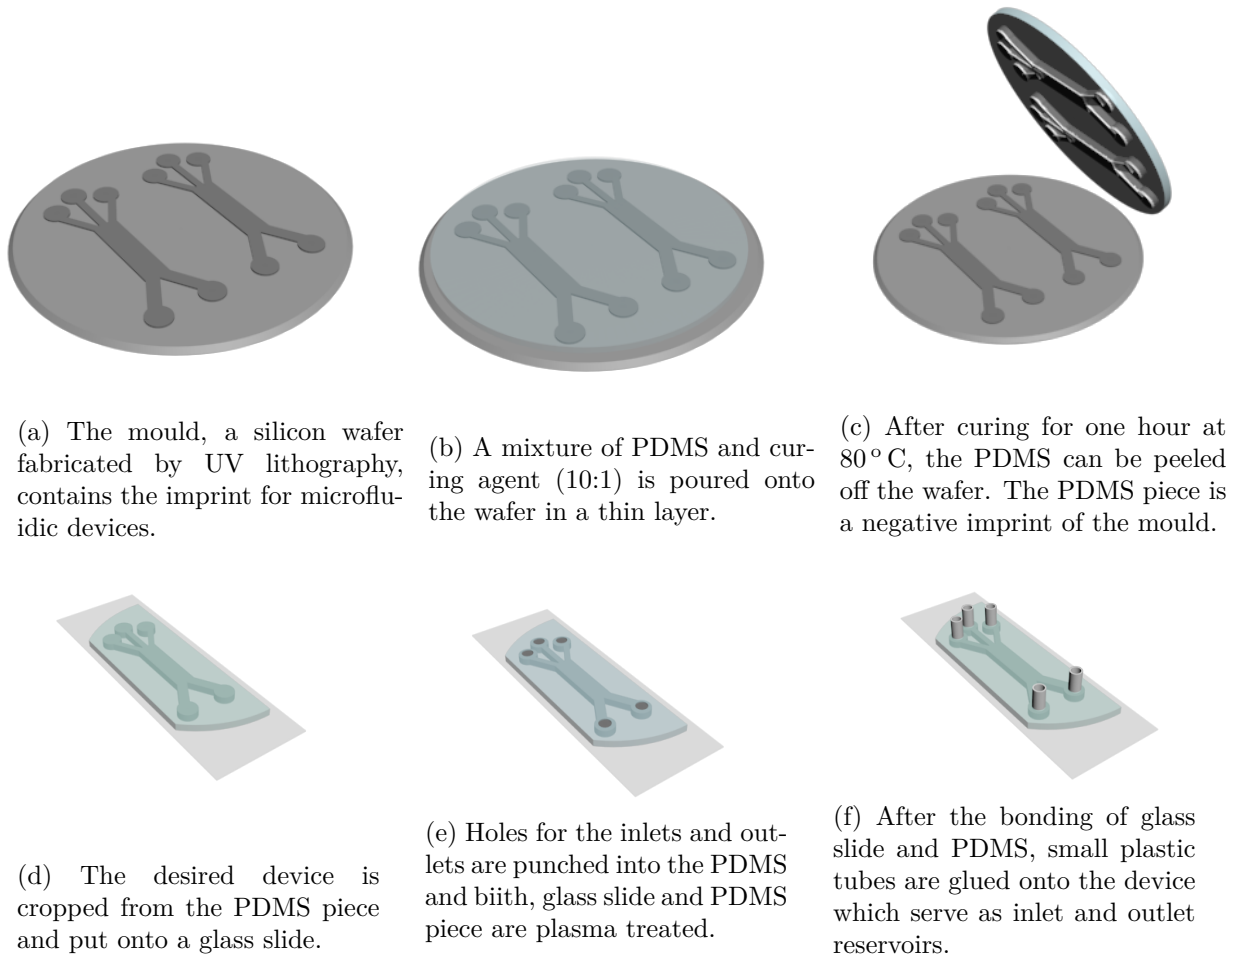 (a) The mould, a silicon wafer
fabricated by UV lithography,
contains the imprint for microflu-
idic devices.
(b) A mixture of PDMS and cur-
ing agent (10:1) is poured onto
the wafer in a thin layer.
(c) After curing for one hour at
80 ° C, the PDMS can be peeled
off the wafer. The PDMS piece is
a negative imprint of the mould.
(d) The desired device is
cropped from the PDMS piece
and put onto a glass slide.
(e) Holes for the inlets and out-
lets are punched into the PDMS
and biith, glass slide and PDMS
piece are plasma treated.
(f) After the bonding of glass
slide and PDMS, small plastic
tubes are glued onto the device
which serve as inlet and outlet
reservoirs.